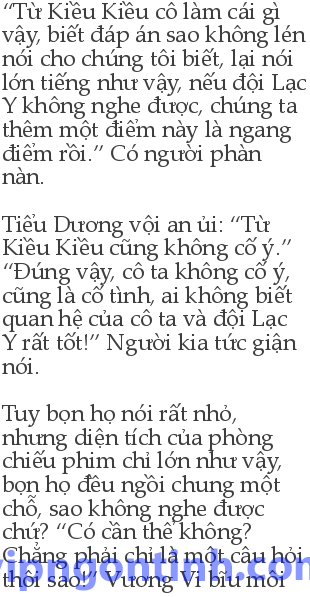 “Từ Kiều Kiều cô làm cái gì
vậy, biết đáp án sao không lén
nói cho chúng tôi biết, lại nói
lớn tiếng như vậy, nếu đội Lạc
Y không nghe được, chúng ta
thêm một điểm này là ngang
điểm rồi.” Có người phàn
nàn.
Tiểu Dương vội an ủi: “Từ
Kiều Kiều cũng không cố ý.”
“Đúng vậy, cô ta không cố ý,
cũng là cố tình, ai không biết
quan hệ của cô ta và đội Lạc
Y rất tốt!” Người kia tức giận
nói.
Tuy bọn họ nói rất nhỏ,
nhưng diện tích của phòng
chiếu phim chỉ lớn như vậy,
bọn họ đều ngồi chung một
chỗ, sao không nghe được
chứ? “Có cần thế không?
Chẳng phải chỉ là một câu hỏi
thôi sao!” Vương Vi bĩu môi
vipngontinh.com